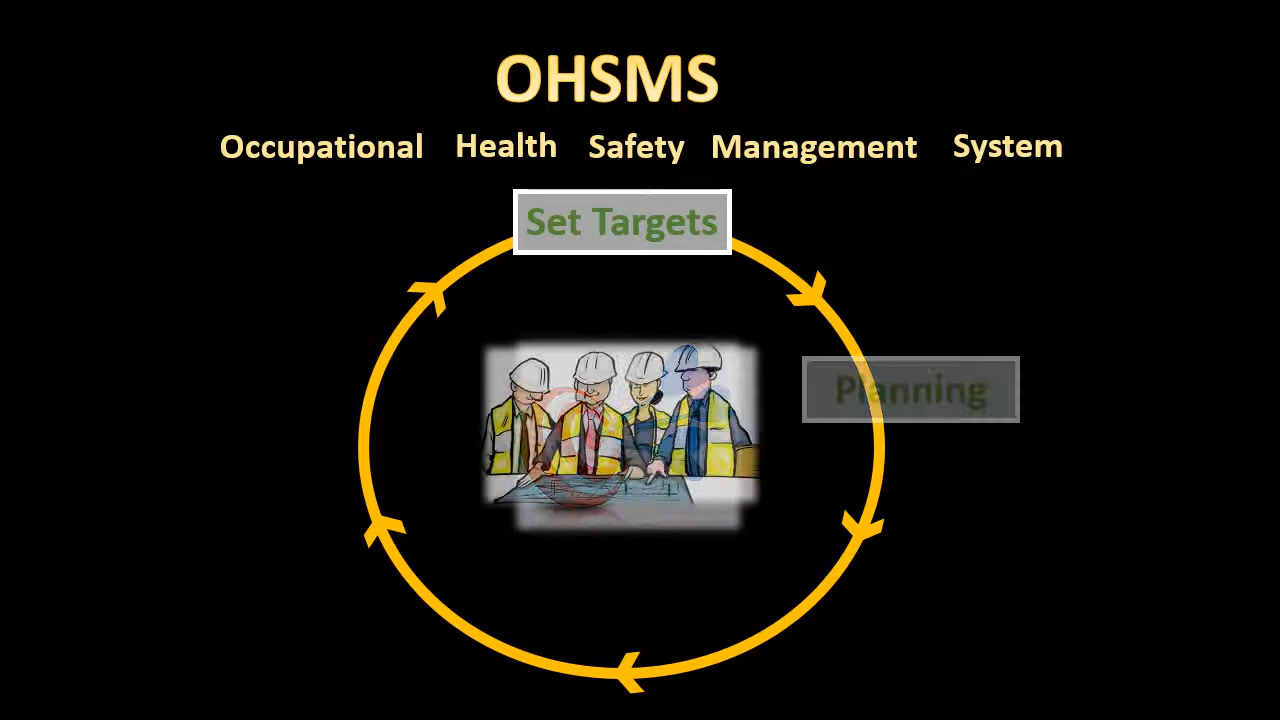 OHSMS
Occupational Health Safety Management System
Set Targets
Planning